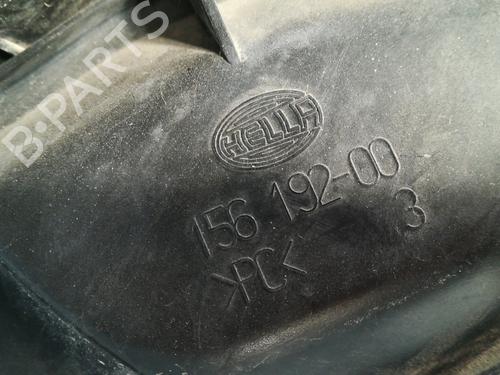 B-PARTS
HELLA
156 192-00
>PC< 3